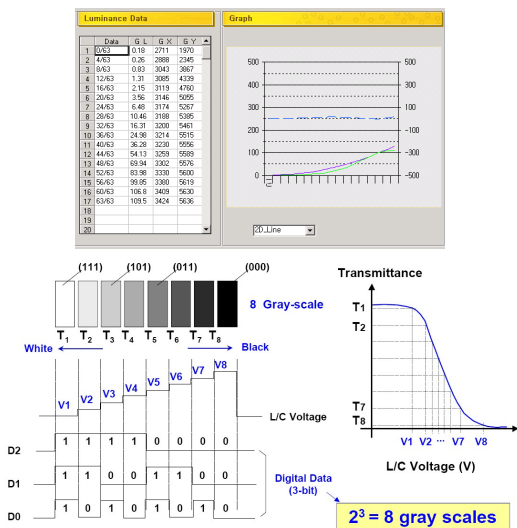 Luminance Data
Graph
Data G L G X G Y
1 0/63 0.18 2711 1970
2 4/63 0.26 2888 2345
3 8/63 0.83 3043 3867
4 12/63 1.31 3085 4339
5 16/63 2.15 3119 4760
6 20/63 3.56 3146 5055
7 24/63 6.48 3174 5267
8 28/63 10.46 3188 5385
9 32/63 16.31 3200 5461
10 36/63 24.98 3214 5515
11 40/63 36.28 3230 5556
12 44/63 54.13 3259 5589
13 48/63 69.94 3302 5576
14 52/63 83.98 3330 5600
15 56/63 99.85 3380 5619
16 60/63 106.8 3409 5630
17 63/63 109.5 3424 5636
18
19
20
500 500
400 300
300 100
200 -100
100 -300
0 -500
2D_Line
(111) (101) (011) (000)
8 Gray-scale
T1 T2 T3 T4 T5 T6 T7 T8
White Black
V1 V2 V3 V4 V5 V6 V7 V8
L/C Voltage
D2 1 1 1 1 0 0 0 0
D1 1 1 0 0 1 1 0 0
D0 1 0 1 0 1 0 1 0
Digital Data
(3-bit)
Transmittance
T1
T2
T7
T8
V1 V2 ··· V7 V8
L/C Voltage (V)
2³ = 8 gray scales